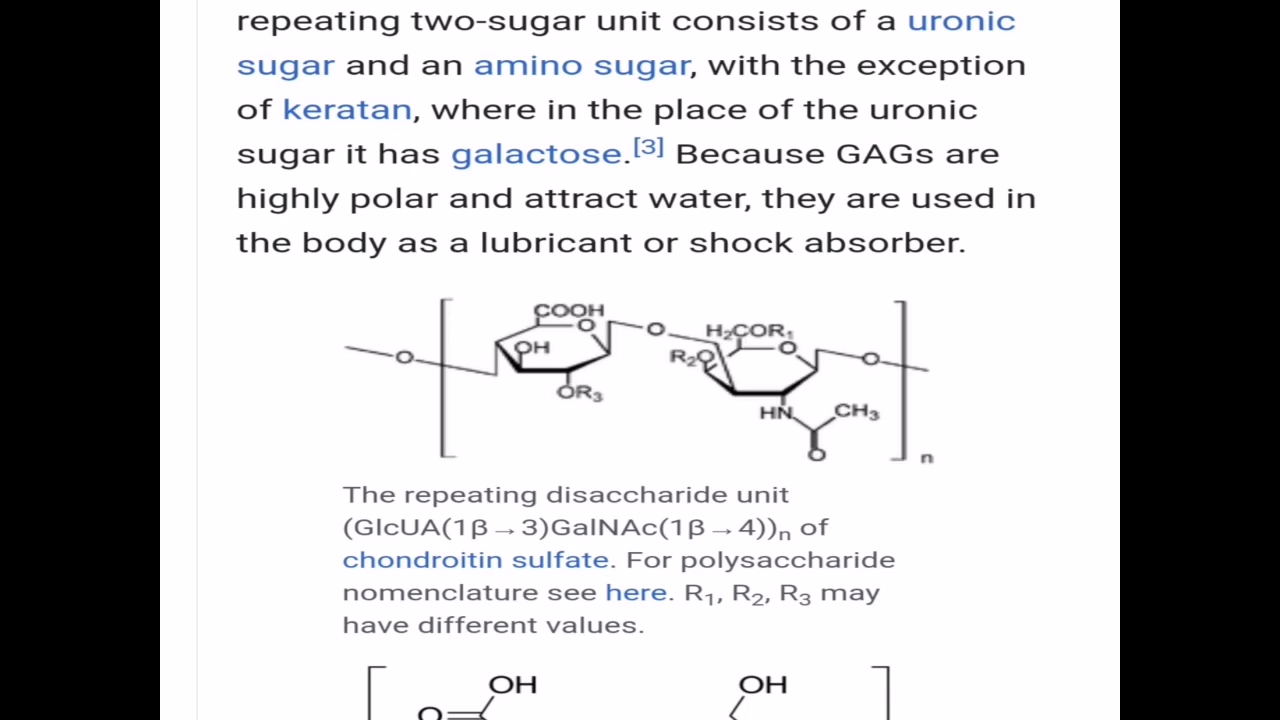 repeating two-sugar unit consists of a uronic
sugar and an amino sugar, with the exception
of keratan, where in the place of the uronic
sugar it has galactose.[3] Because GAGs are
highly polar and attract water, they are used in
the body as a lubricant or shock absorber.
COOH
O
O
H₂COR₁
O
OH
R₂O
O
O
OR₃
HN
CH₃
O
n
The repeating disaccharide unit
(GlcUA(1β→3)GalNAc(1β→4))n of
chondroitin sulfate. For polysaccharide
nomenclature see here. R₁, R₂, R₃ may
have different values.
OH
OH
O